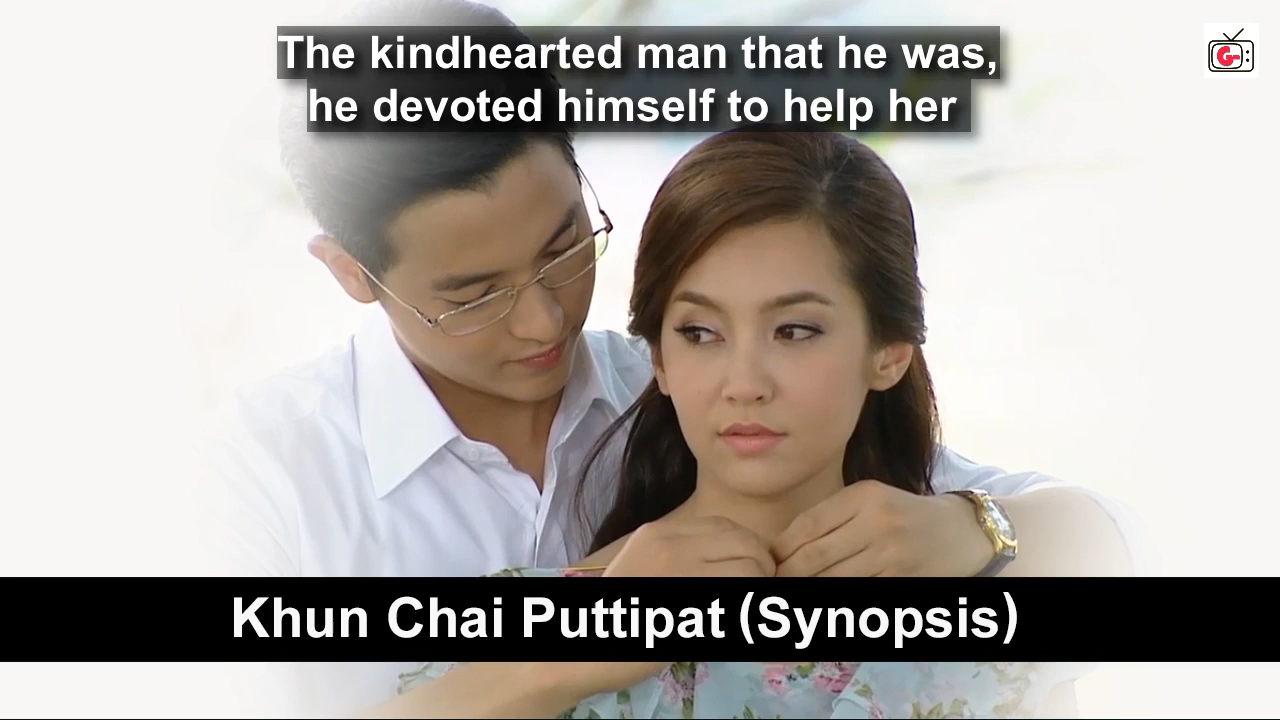 The kindhearted man that he was,
he devoted himself to help her
Khun Chai Puttipat (Synopsis)